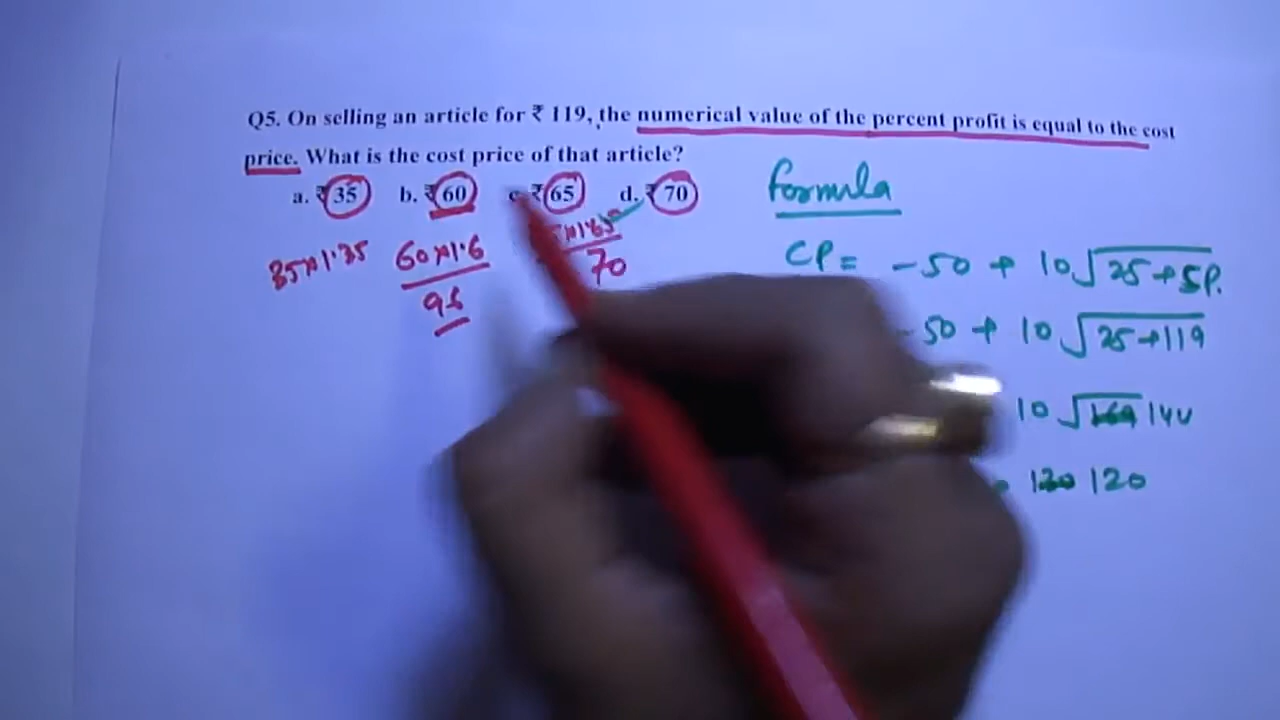 Q5. On selling an article for ₹ 119, the numerical value of the percent profit is equal to the cost
price. What is the cost price of that article?
a. ₹ 35 b. ₹ 60 c. ₹ 65 d. ₹ 70
35×1.35 60×1.6
96
70
Formula
CP = -50 + 10√25+SP.
-50 + 10√25+119
10√169 144
120 120